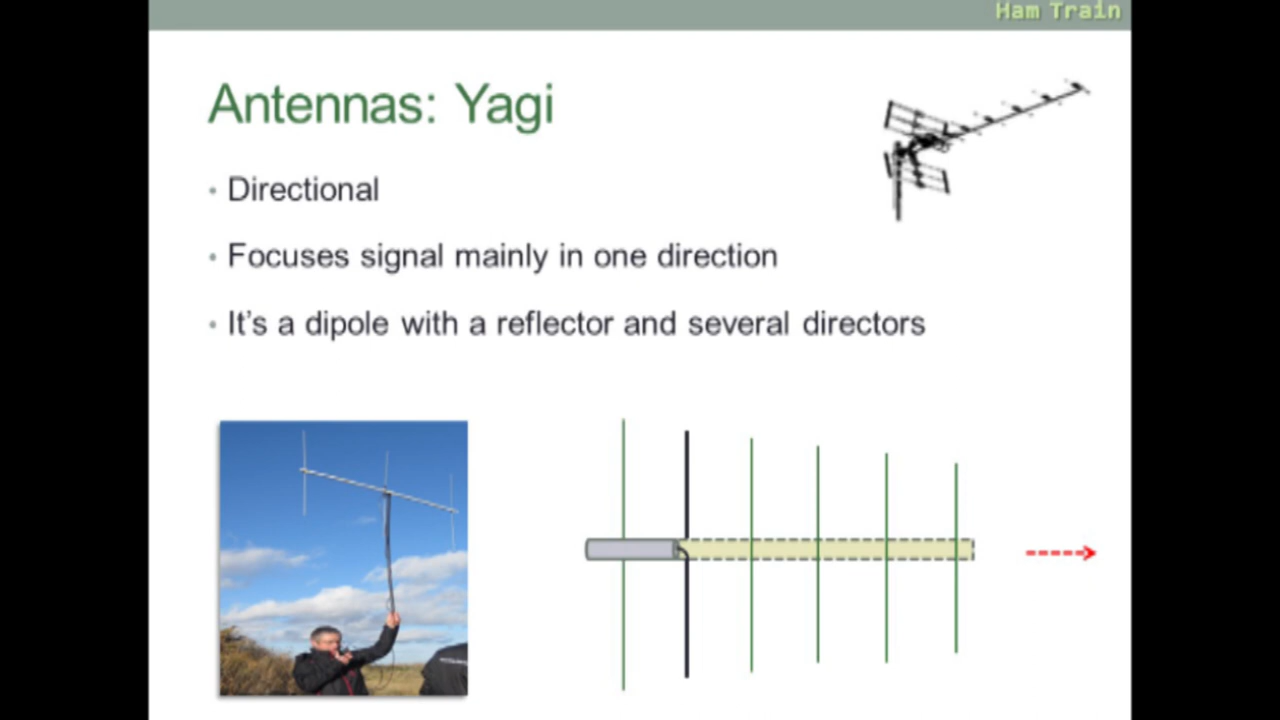 Ham Train
Antennas: Yagi
• Directional
• Focuses signal mainly in one direction
• It's a dipole with a reflector and several directors